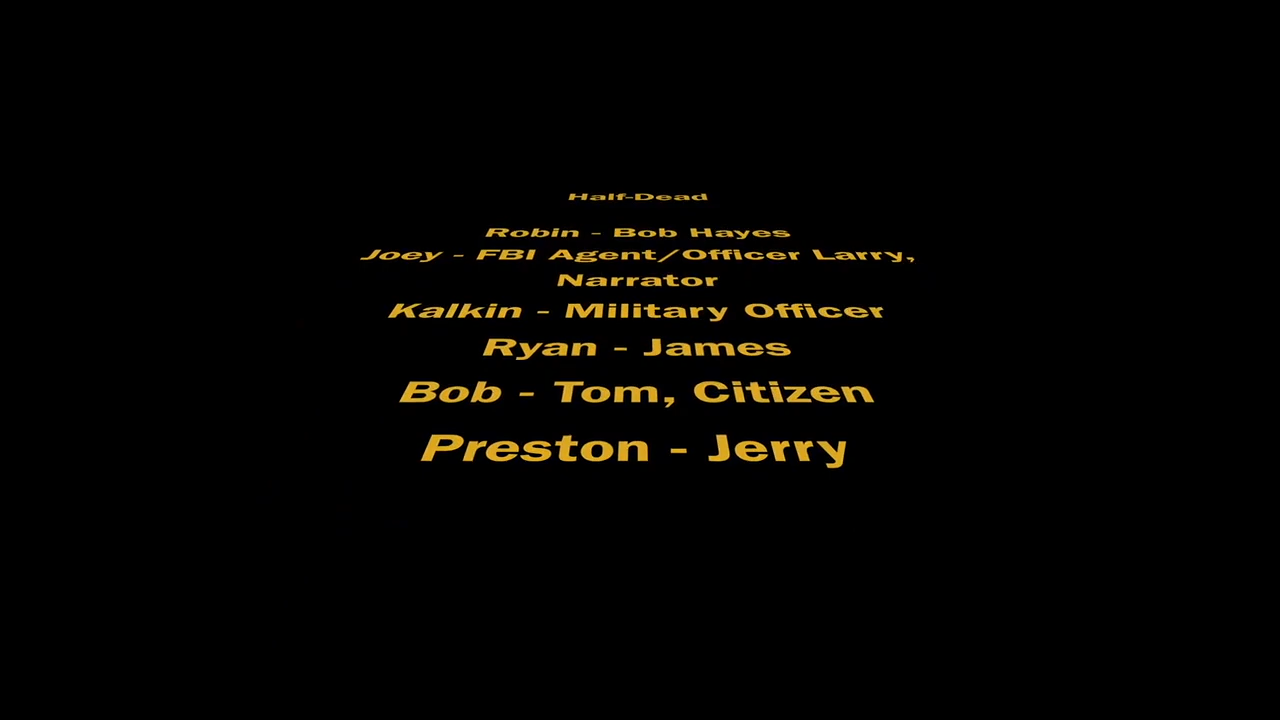 Half-Dead
Robin - Bob Hayes
Joey - FBI Agent/Officer Larry,
Narrator
Kalkin - Military Officer
Ryan - James
Bob - Tom, Citizen
Preston - Jerry